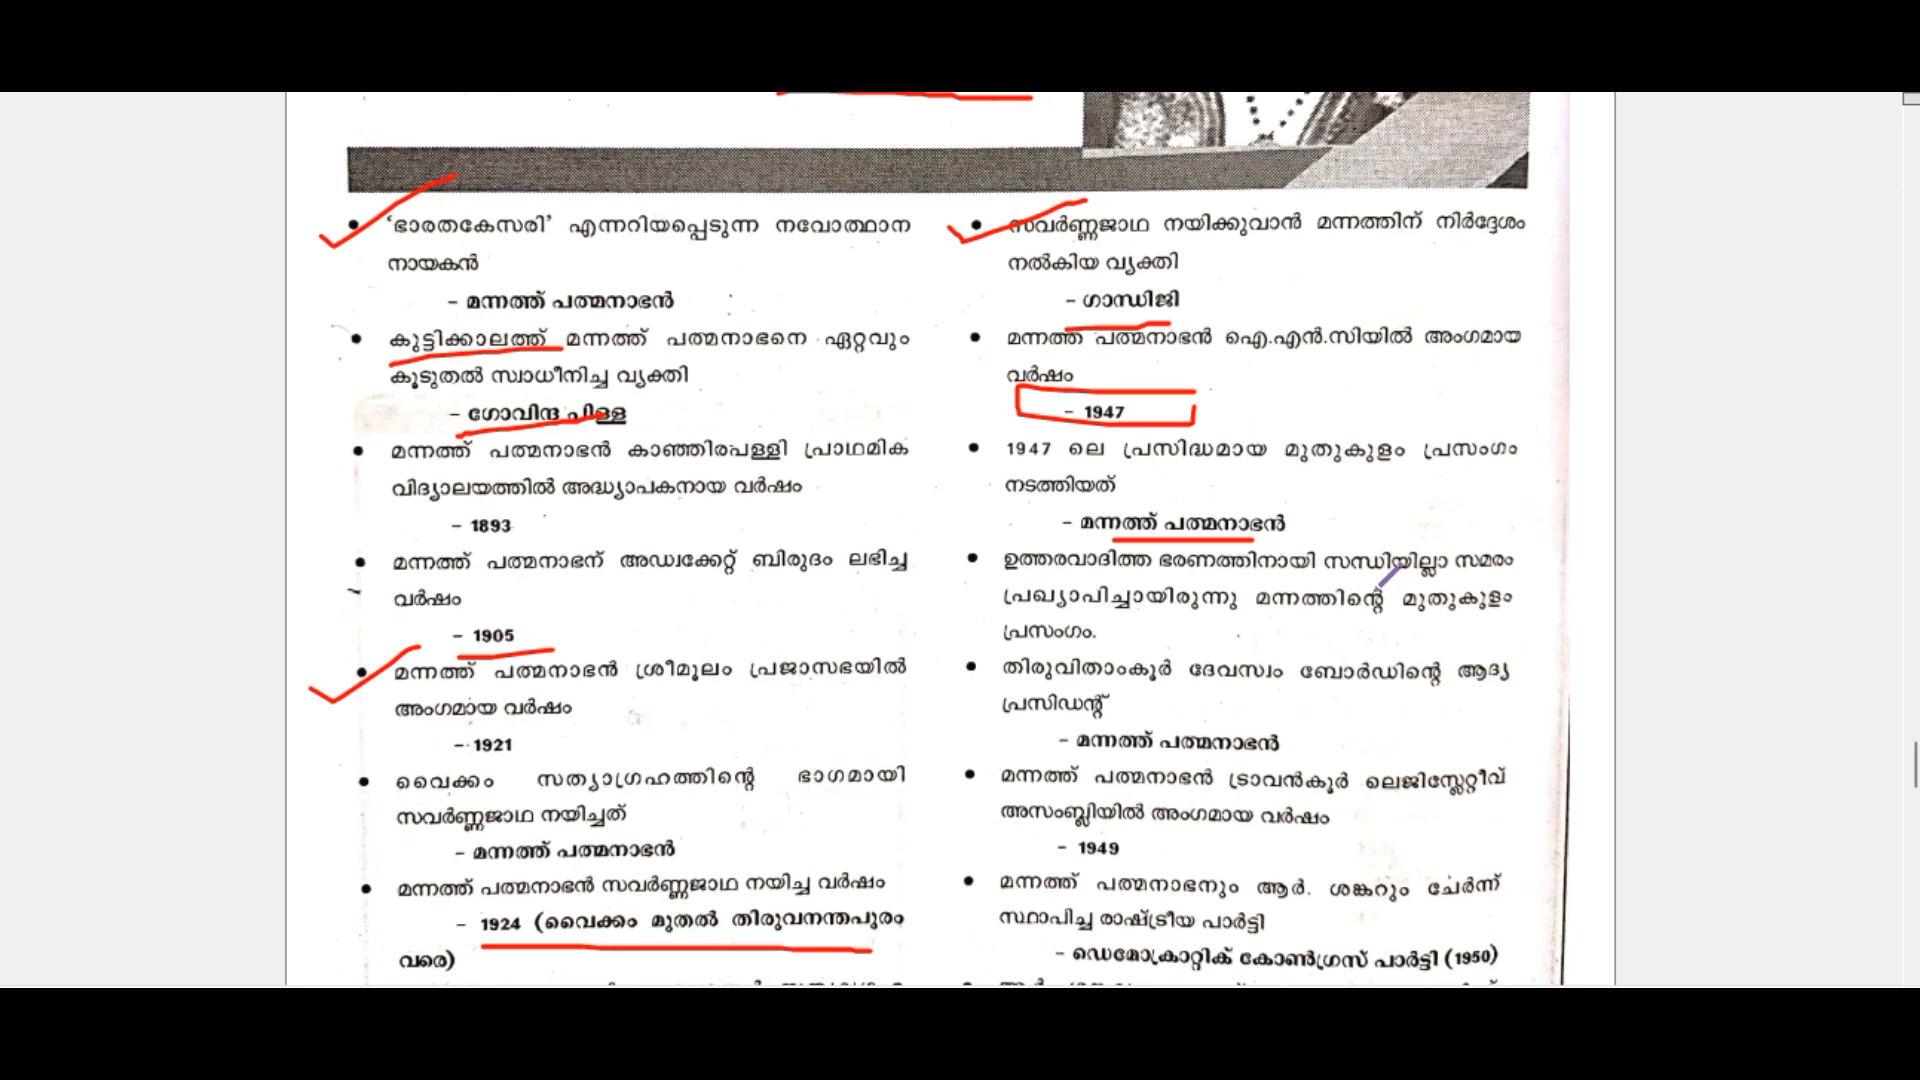 • 'ഭാരതകേസരി' എന്നറിയപ്പെടുന്ന നവോത്ഥാന
നായകൻ
– മന്നത്ത് പത്മനാഭൻ
• കുട്ടിക്കാലത്ത് മന്നത്ത് പത്മനാഭനെ ഏറ്റവും
കൂടുതൽ സ്വാധീനിച്ച വ്യക്തി
– ഗോവിന്ദ പിള്ള
• മന്നത്ത് പത്മനാഭൻ കാഞ്ഞിരപള്ളി പ്രാഥമിക
വിദ്യാലയത്തിൽ അദ്ധ്യാപകനായ വർഷം
– 1893
• മന്നത്ത് പത്മനാഭന് അഡ്വക്കേറ്റ് ബിരുദം ലഭിച്ച
വർഷം
– 1905
• മന്നത്ത് പത്മനാഭൻ ശ്രീമൂലം പ്രജാസഭയിൽ
അംഗമായ വർഷം
– 1921
• വൈക്കം സത്യാഗ്രഹത്തിന്റെ ഭാഗമായി
സവർണ്ണജാഥ നയിച്ചത്
– മന്നത്ത് പത്മനാഭൻ
• മന്നത്ത് പത്മനാഭൻ സവർണ്ണജാഥ നയിച്ച വർഷം
– 1924 (വൈക്കം മുതൽ തിരുവനന്തപുരം
വരെ)
• സവർണ്ണജാഥ നയിക്കുവാൻ മന്നത്തിന് നിർദ്ദേശം
നൽകിയ വ്യക്തി
– ഗാന്ധിജി
• മന്നത്ത് പത്മനാഭൻ ഐ.എൻ.സിയിൽ അംഗമായ
വർഷം
– 1947
• 1947 ലെ പ്രസിദ്ധമായ മുതുകുളം പ്രസംഗം
നടത്തിയത്
– മന്നത്ത് പത്മനാഭൻ
• ഉത്തരവാദിത്ത ഭരണത്തിനായി സന്ധിയില്ലാ സമരം
പ്രഖ്യാപിച്ചായിരുന്നു മന്നത്തിന്റെ മുതുകുളം
പ്രസംഗം.
• തിരുവിതാംകൂർ ദേവസ്വം ബോർഡിന്റെ ആദ്യ
പ്രസിഡന്റ്
– മന്നത്ത് പത്മനാഭൻ
• മന്നത്ത് പത്മനാഭൻ ട്രാവൻകൂർ ലെജിസ്ലേറ്റീവ്
അസംബ്ലിയിൽ അംഗമായ വർഷം
– 1949
• മന്നത്ത് പത്മനാഭനും ആർ. ശങ്കറും ചേർന്ന്
സ്ഥാപിച്ച രാഷ്ട്രീയ പാർട്ടി
– ഡെമോക്രാറ്റിക് കോൺഗ്രസ് പാർട്ടി (1950)